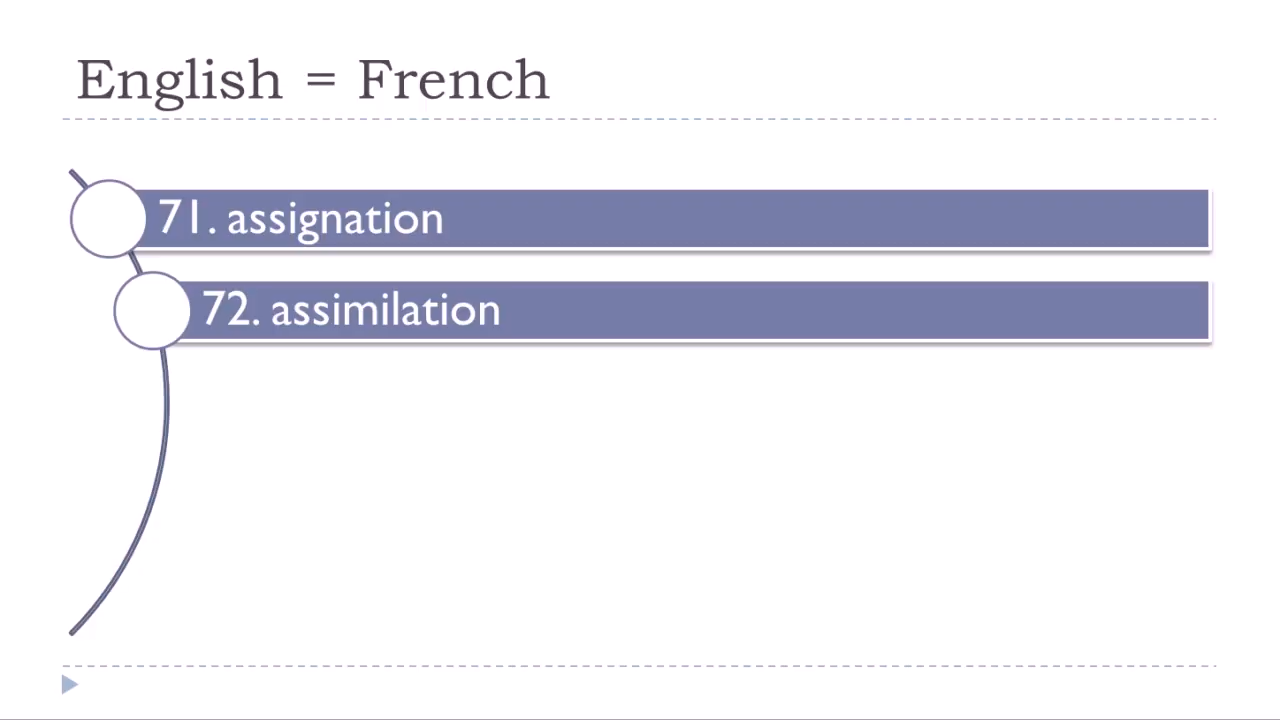 English = French
71. assignation
72. assimilation